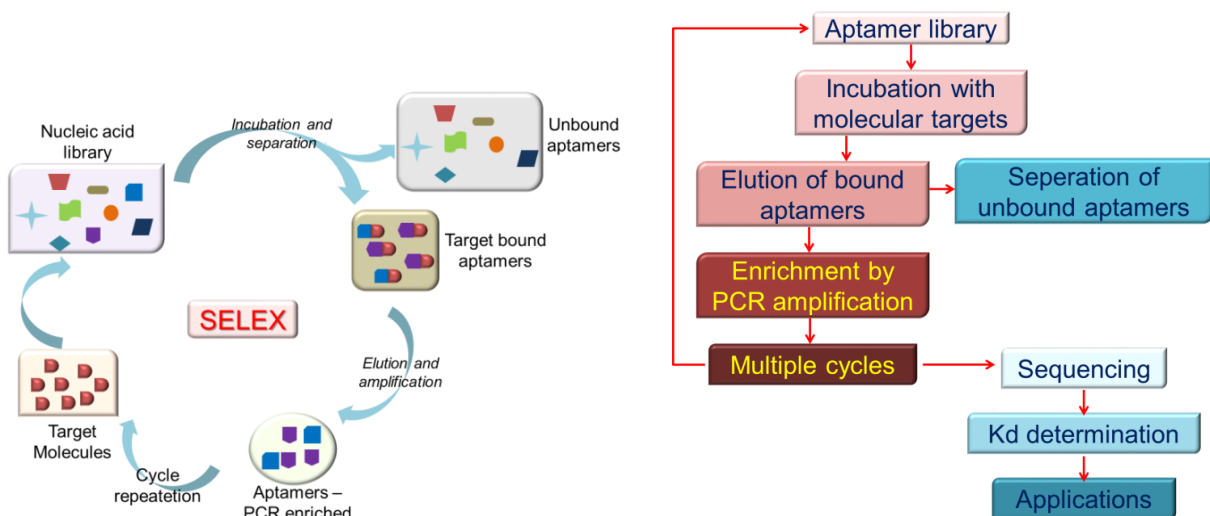 Nucleic acid
library
Incubation and
separation
Unbound
aptamers
Target bound
aptamers
SELEX
Elution and
amplification
Target
Molecules
Cycle
repeatetion
Aptamers –
PCR enriched
Aptamer library
Incubation with
molecular targets
Elution of bound
aptamers
Seperation of
unbound aptamers
Enrichment by
PCR amplification
Multiple cycles
Sequencing
Kd determination
Applications